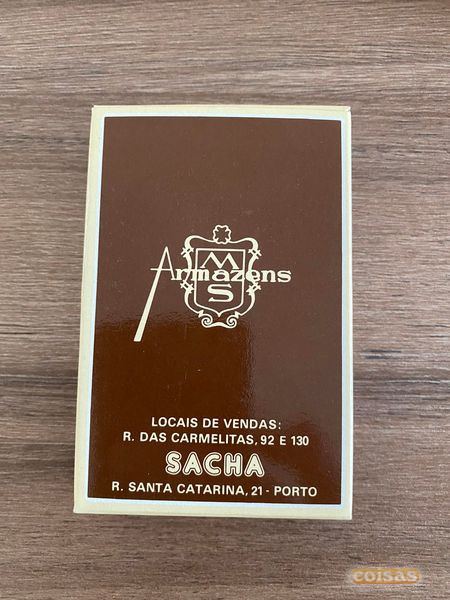 Armazens
MS
LOCAIS DE VENDAS:
R. DAS CARMELITAS, 92 E 130
SACHA
R. SANTA CATARINA, 21 - PORTO
coisas